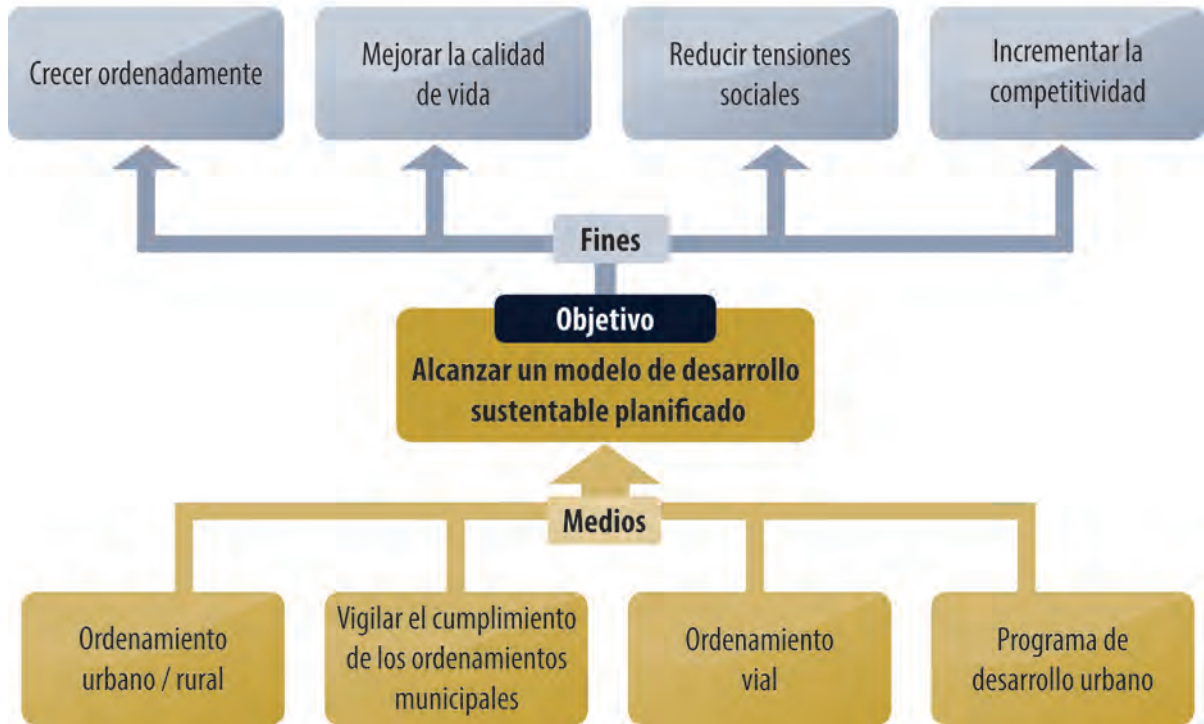 Crecer ordenadamente
Mejorar la calidad
de vida
Reducir tensiones
sociales
Incrementar la
competitividad
Fines
Objetivo
Alcanzar un modelo de desarrollo
sustentable planificado
Medios
Ordenamiento
urbano / rural
Vigilar el cumplimiento
de los ordenamientos
municipales
Ordenamiento
vial
Programa de
desarrollo urbano